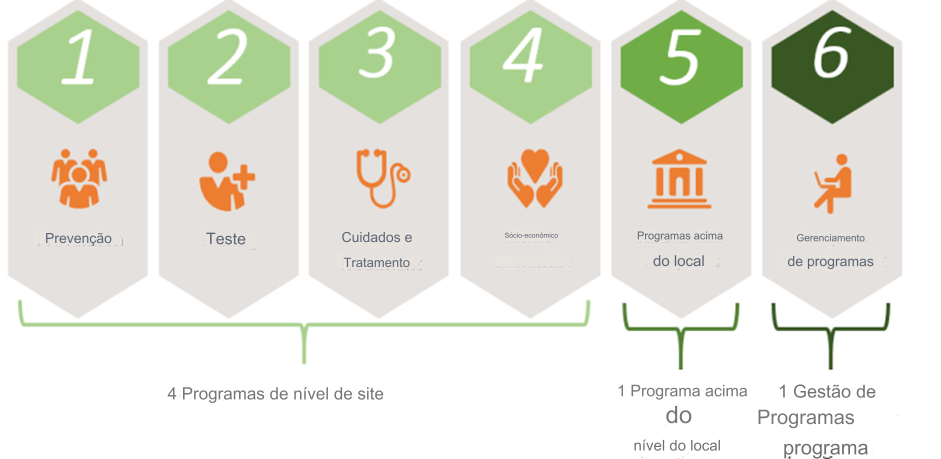 1 2 3 4 5 6
Prevenção Teste Cuidados e Sócio-econômico Programas acima Gerenciamento
Tratamento do local de programas
4 Programas de nível de site
1 Programa acima
do
nível do local
1 Gestão de
Programas
programa